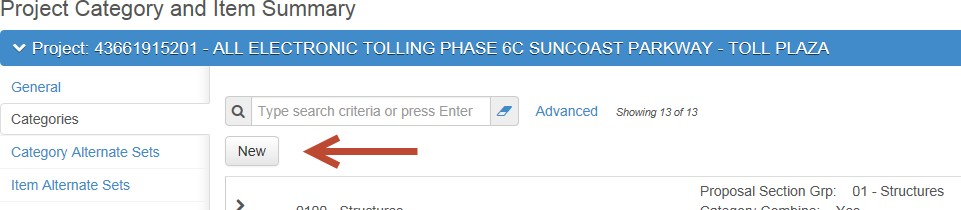 Project Category and Item Summary
Project: 43661915201 - ALL ELECTRONIC TOLLING PHASE 6C SUNCOAST PARKWAY - TOLL PLAZA
General
Categories
Category Alternate Sets
Item Alternate Sets
Type search criteria or press Enter
Advanced
Showing 13 of 13
New
Proposal Section Grp: 01 - Structures
0100 - Structures
Category Combine: Yes